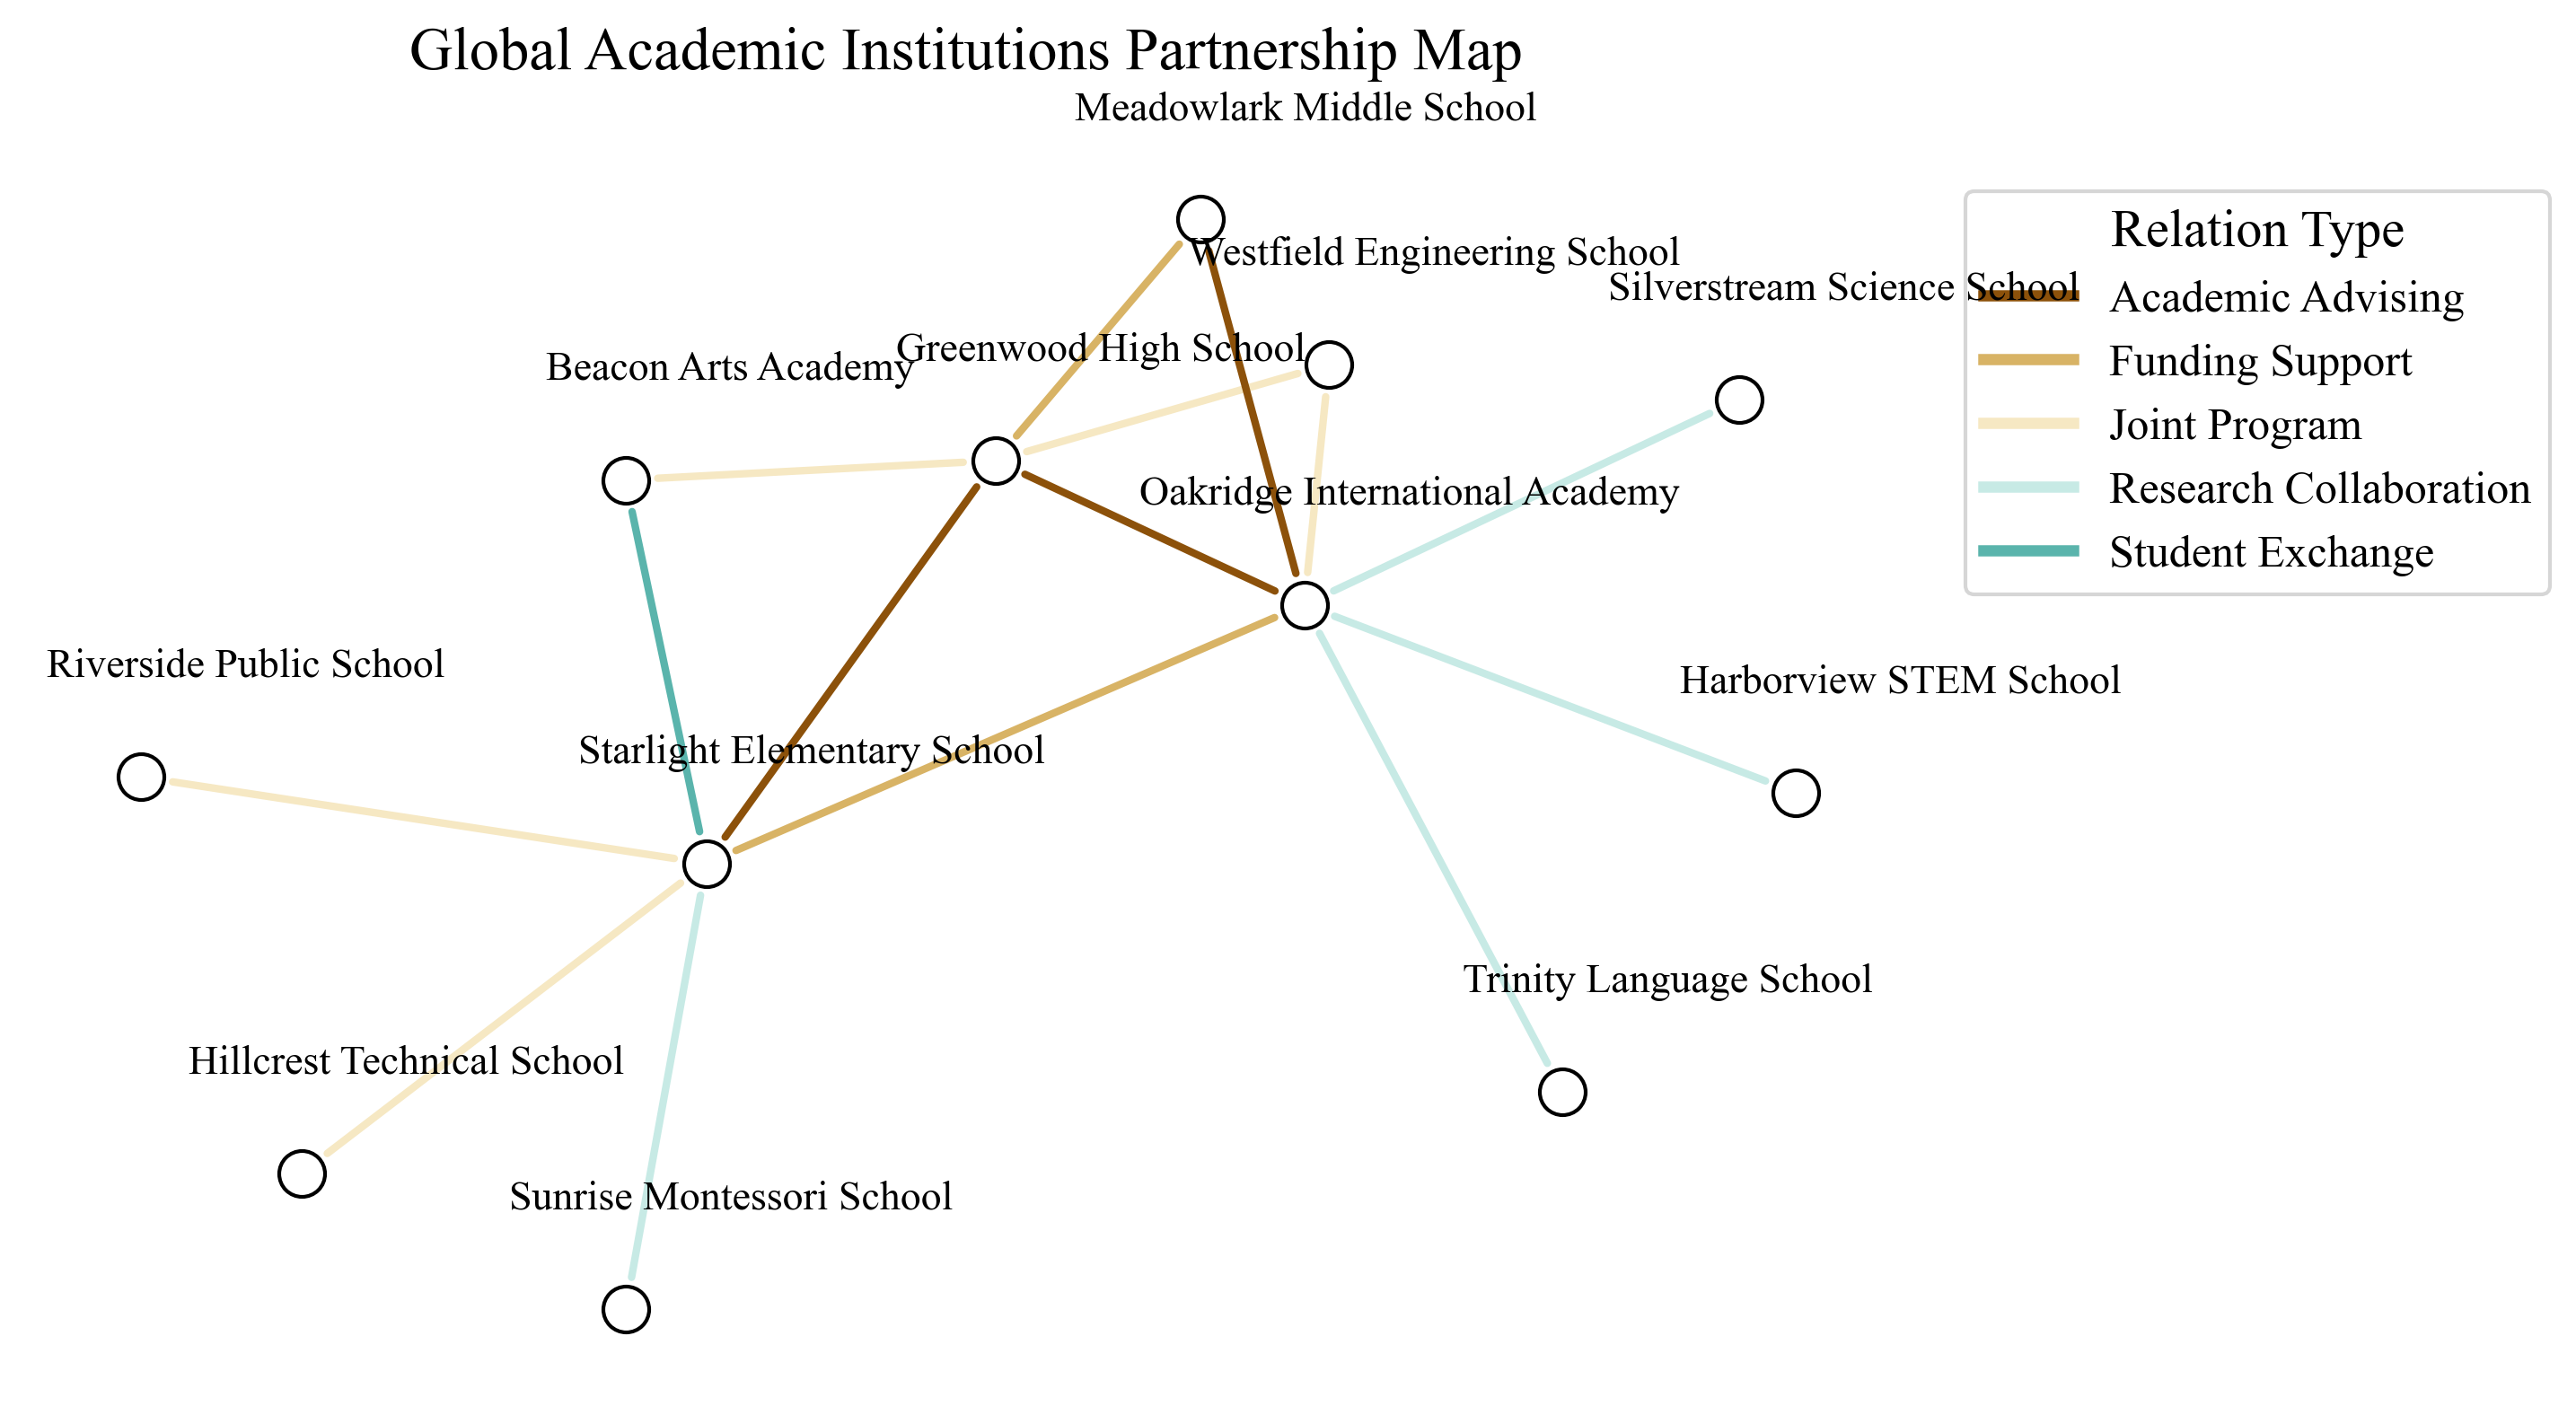 Global Academic Institutions Partnership Map
Meadowlark Middle School
Westfield Engineering School
Silverstream Science School
Greenwood High School
Beacon Arts Academy
Oakridge International Academy
Riverside Public School
Harborview STEM School
Starlight Elementary School
Trinity Language School
Hillcrest Technical School
Sunrise Montessori School
Relation Type
Academic Advising
Funding Support
Joint Program
Research Collaboration
Student Exchange